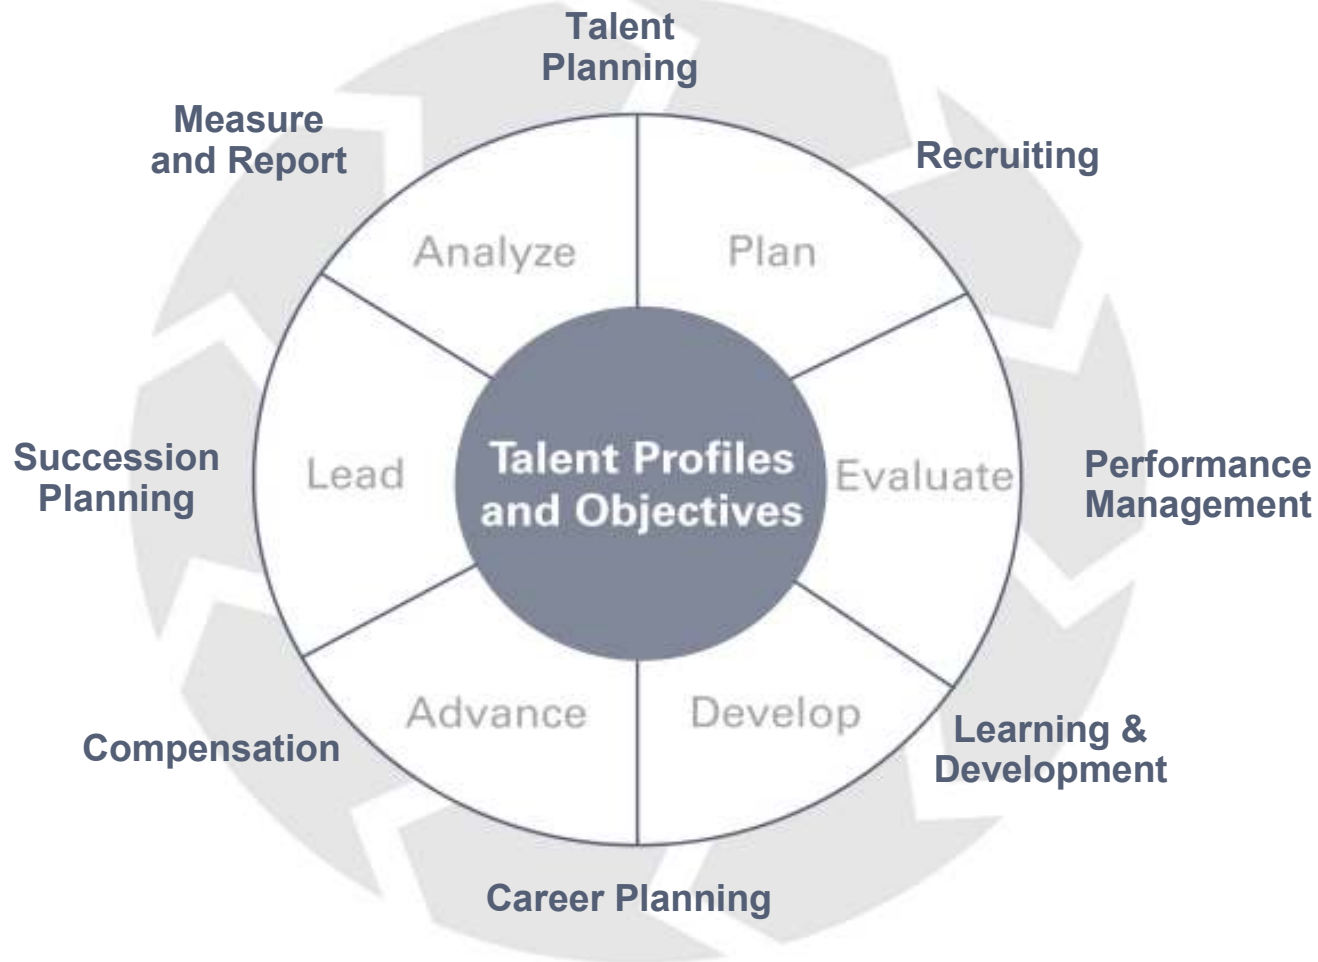 Talent
Planning
Measure
and Report
Recruiting
Analyze
Plan
Succession
Planning
Lead
Talent Profiles
and Objectives
Evaluate
Performance
Management
Advance
Develop
Compensation
Learning &
Development
Career Planning